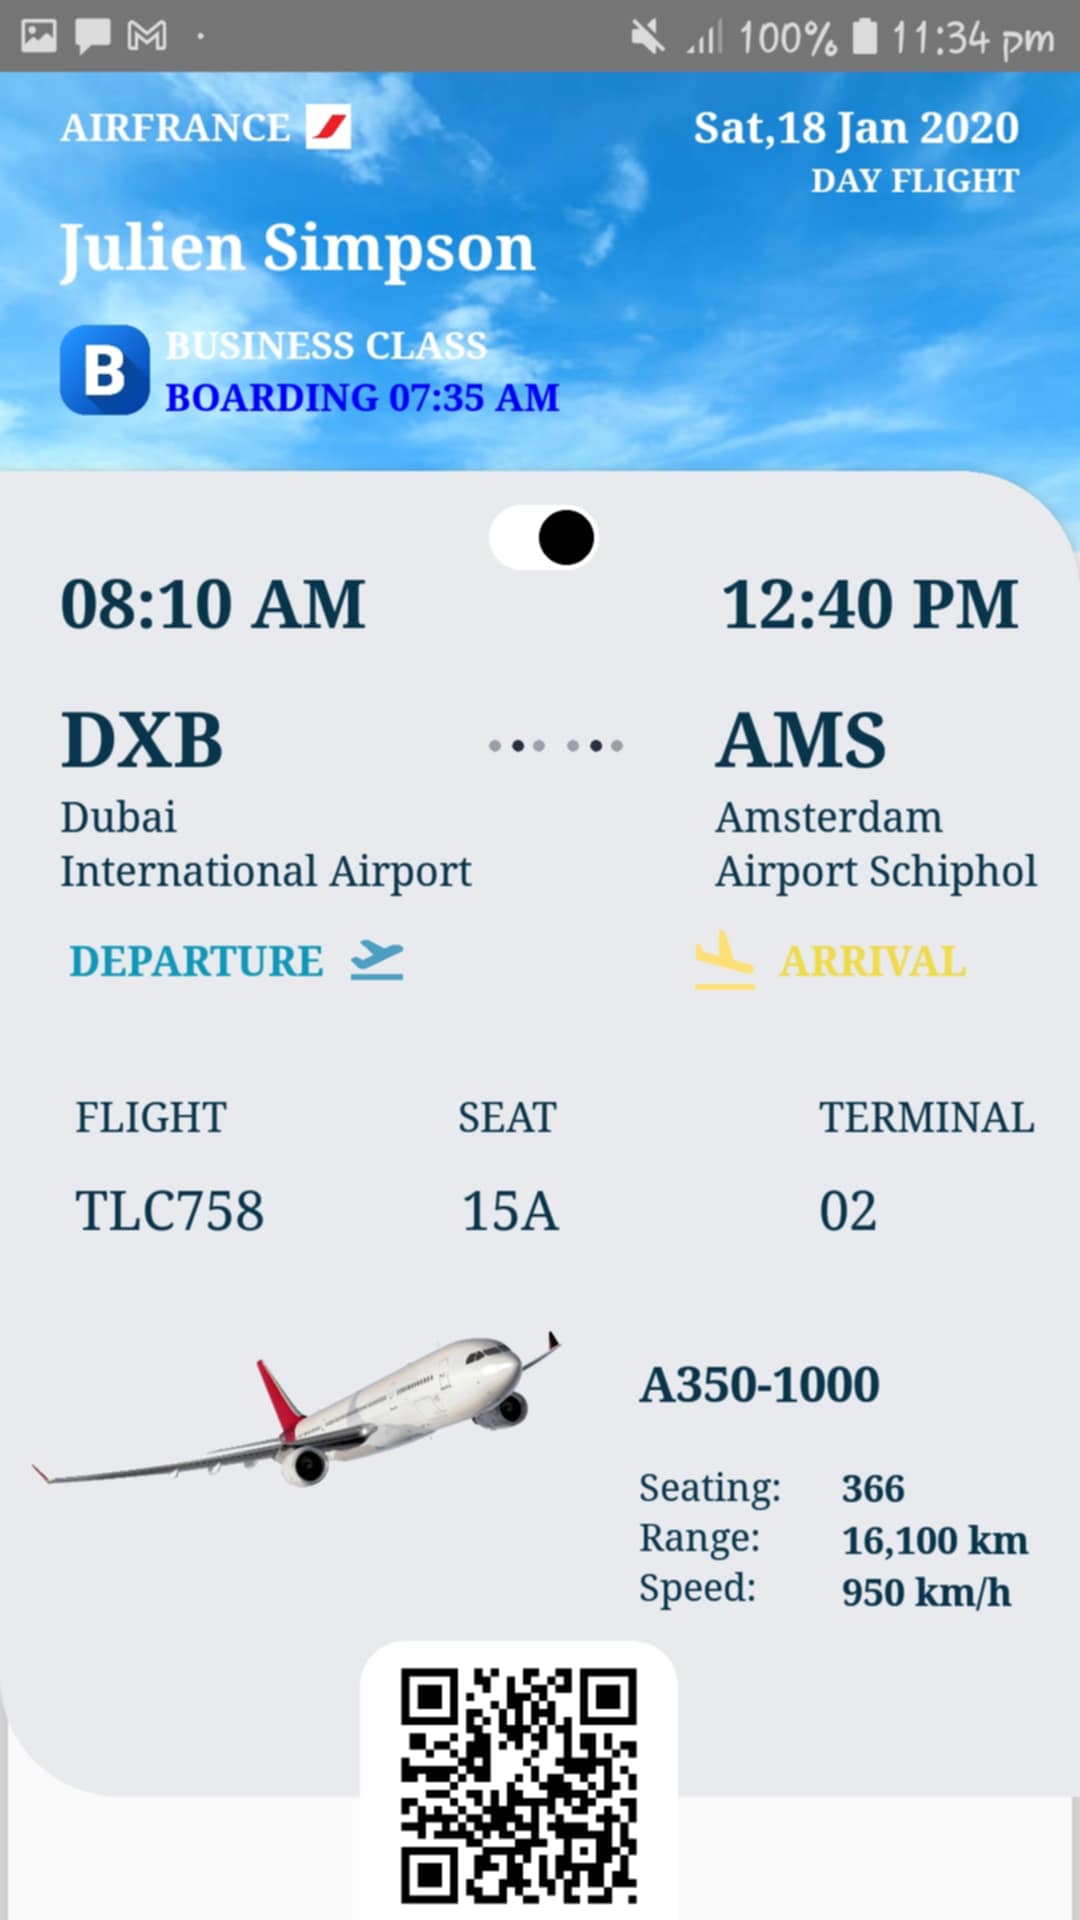 100% 11:34 pm
AIRFRANCE
Sat,18 Jan 2020
DAY FLIGHT
Julien Simpson
B
BUSINESS CLASS
BOARDING 07:35 AM
08:10 AM
12:40 PM
DXB
AMS
Dubai
International Airport
Amsterdam
Airport Schiphol
DEPARTURE
ARRIVAL
FLIGHT
SEAT
TERMINAL
TLC758
15A
02
A350-1000
Seating: 366
Range: 16,100 km
Speed: 950 km/h